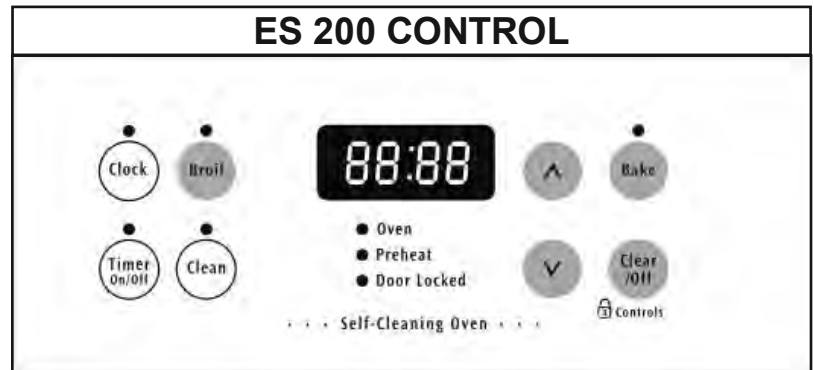 ES 200 CONTROL
88:88
Clock
Broil
^
Bake
Oven
Preheat
Door Locked
Timer
On/Off
Clean
v
Clear
/Off
Controls
· · · Self-Cleaning Oven · · ·